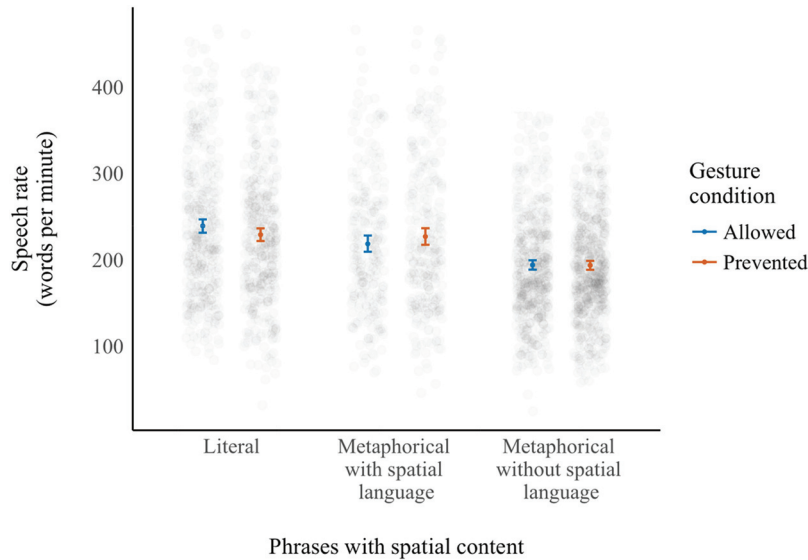 Speech rate
(words per minute)
400
300
200
100
Literal
Metaphorical
with spatial
language
Metaphorical
without spatial
language
Phrases with spatial content
Gesture
condition
Allowed
Prevented